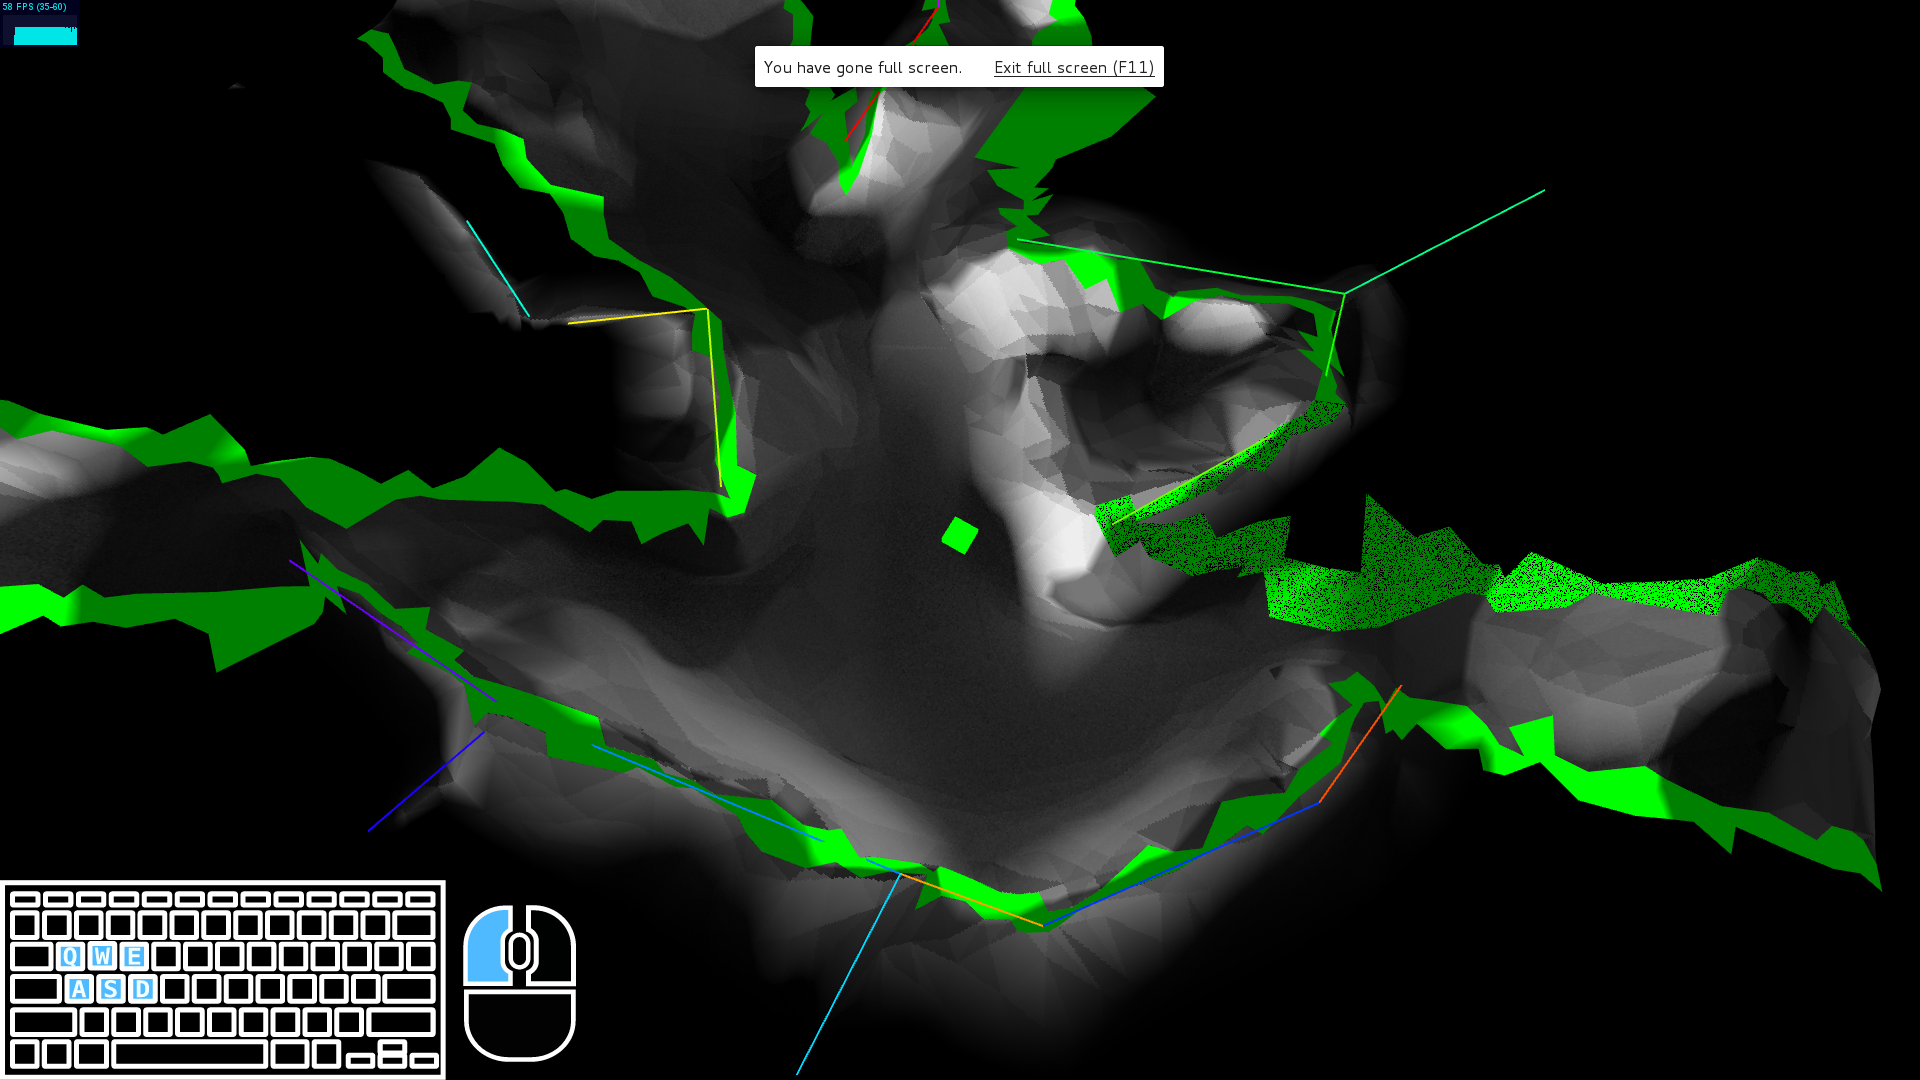 58 FPS (35-60)
You have gone full screen. Exit full screen (F11)
Q W E
A S D